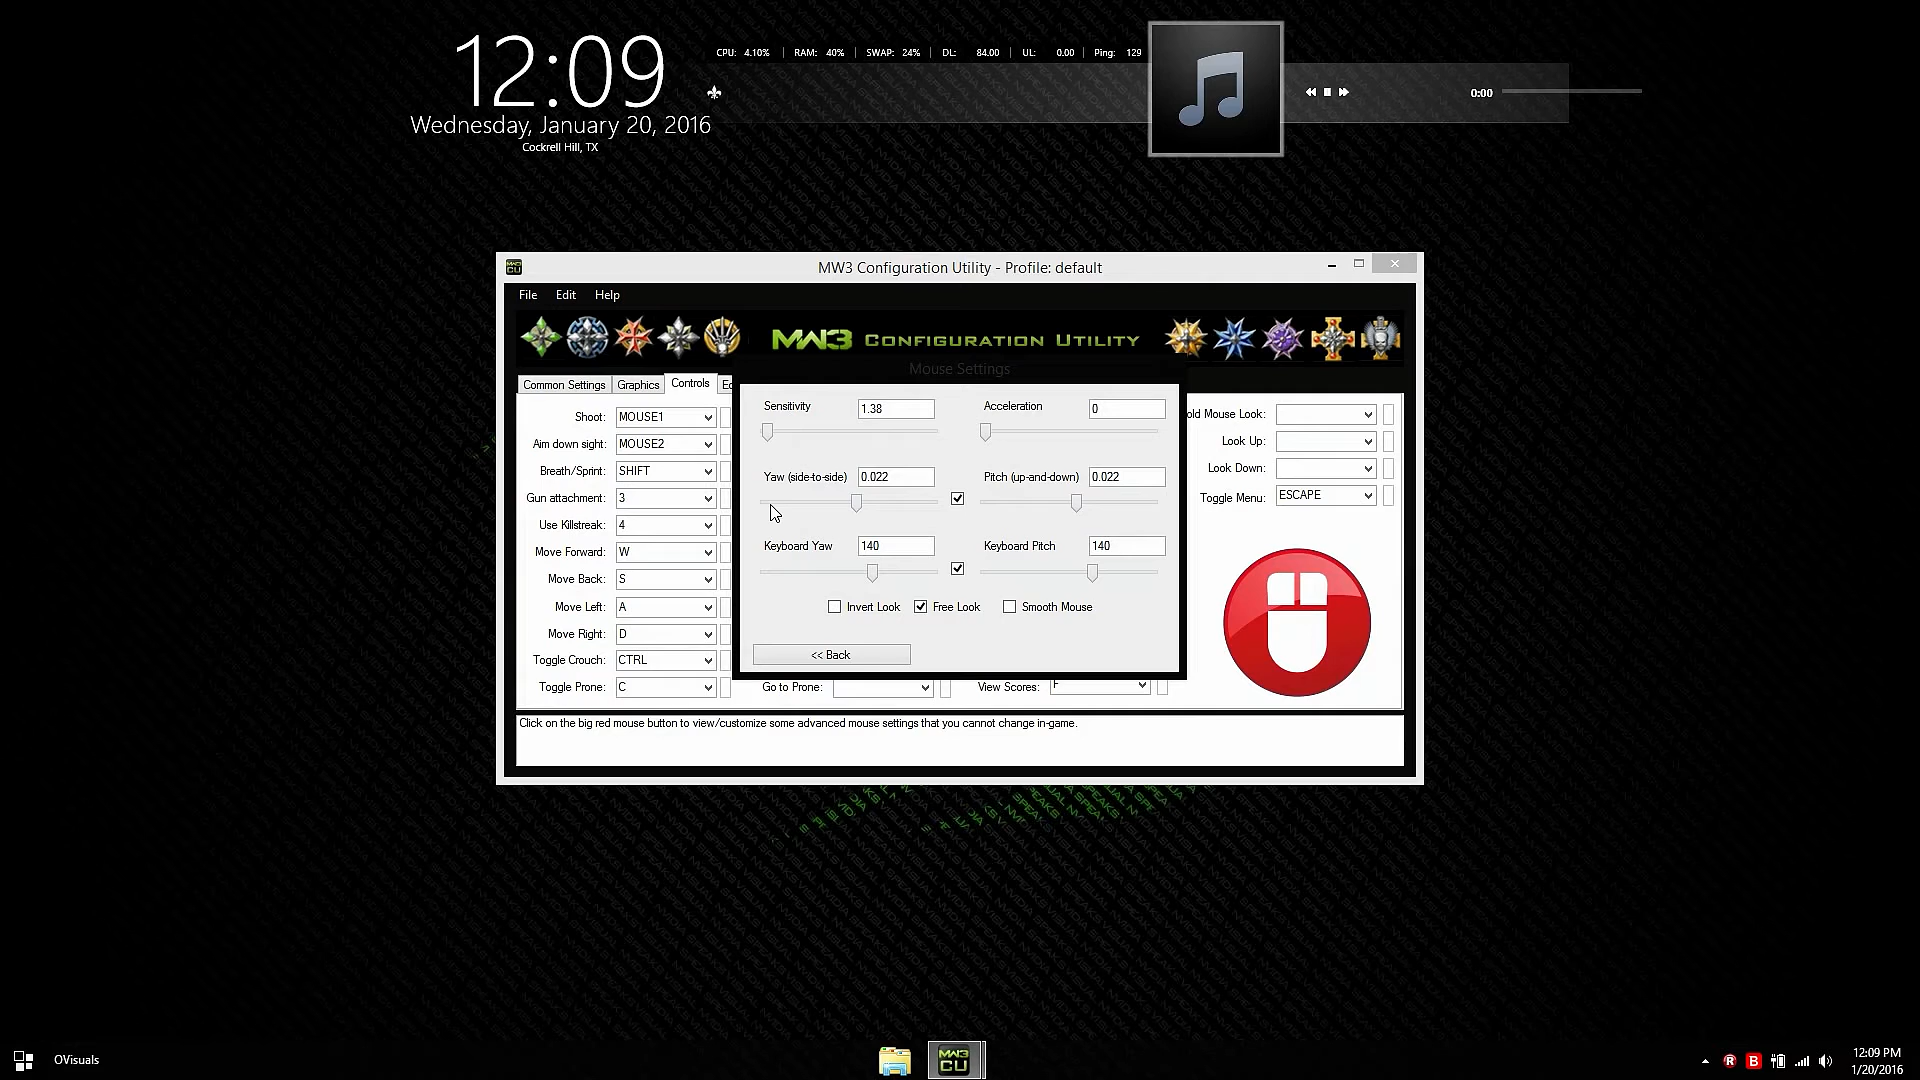 12:09
Wednesday, January 20, 2016
Cockrell Hill, TX
CPU: 4.10% | RAM: 40% | SWAP: 24% | DL: 84.00 | UL: 0.00 | Ping: 129
0:00
MW3 CU
MW3 Configuration Utility - Profile: default
File Edit Help
MW3 Configuration Utility
Mouse Settings
Common Settings Graphics Controls
Shoot: MOUSE1
Aim down sight: MOUSE2
Breath/Sprint: SHIFT
Gun attachment: 3
Use Killstreak: 4
Move Forward: W
Move Back: S
Move Left: A
Move Right: D
Toggle Crouch: CTRL
Toggle Prone: C
Sensitivity 1.38 Acceleration 0
Yaw (side-to-side) 0.022 Pitch (up-and-down) 0.022
Keyboard Yaw 140 Keyboard Pitch 140
Invert Look Free Look Smooth Mouse
<< Back
Go to Prone: View Scores: F
old Mouse Look:
Look Up:
Look Down:
Toggle Menu: ESCAPE
Click on the big red mouse button to view/customize some advanced mouse settings that you cannot change in-game.
OVisuals
MW3
CU
R B
12:09 PM
1/20/2016